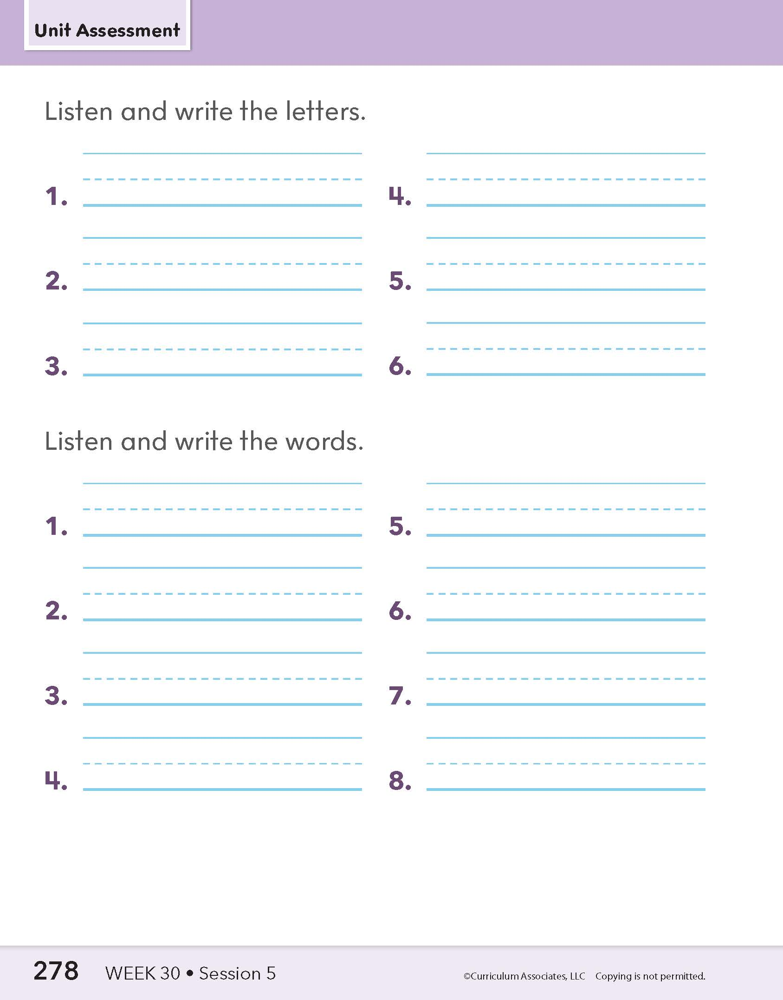 Unit Assessment
Listen and write the letters.
1.
2.
3.
4.
5.
6.
Listen and write the words.
1.
2.
3.
4.
5.
6.
7.
8.
278 WEEK 30 • Session 5
©Curriculum Associates, LLC Copying is not permitted.